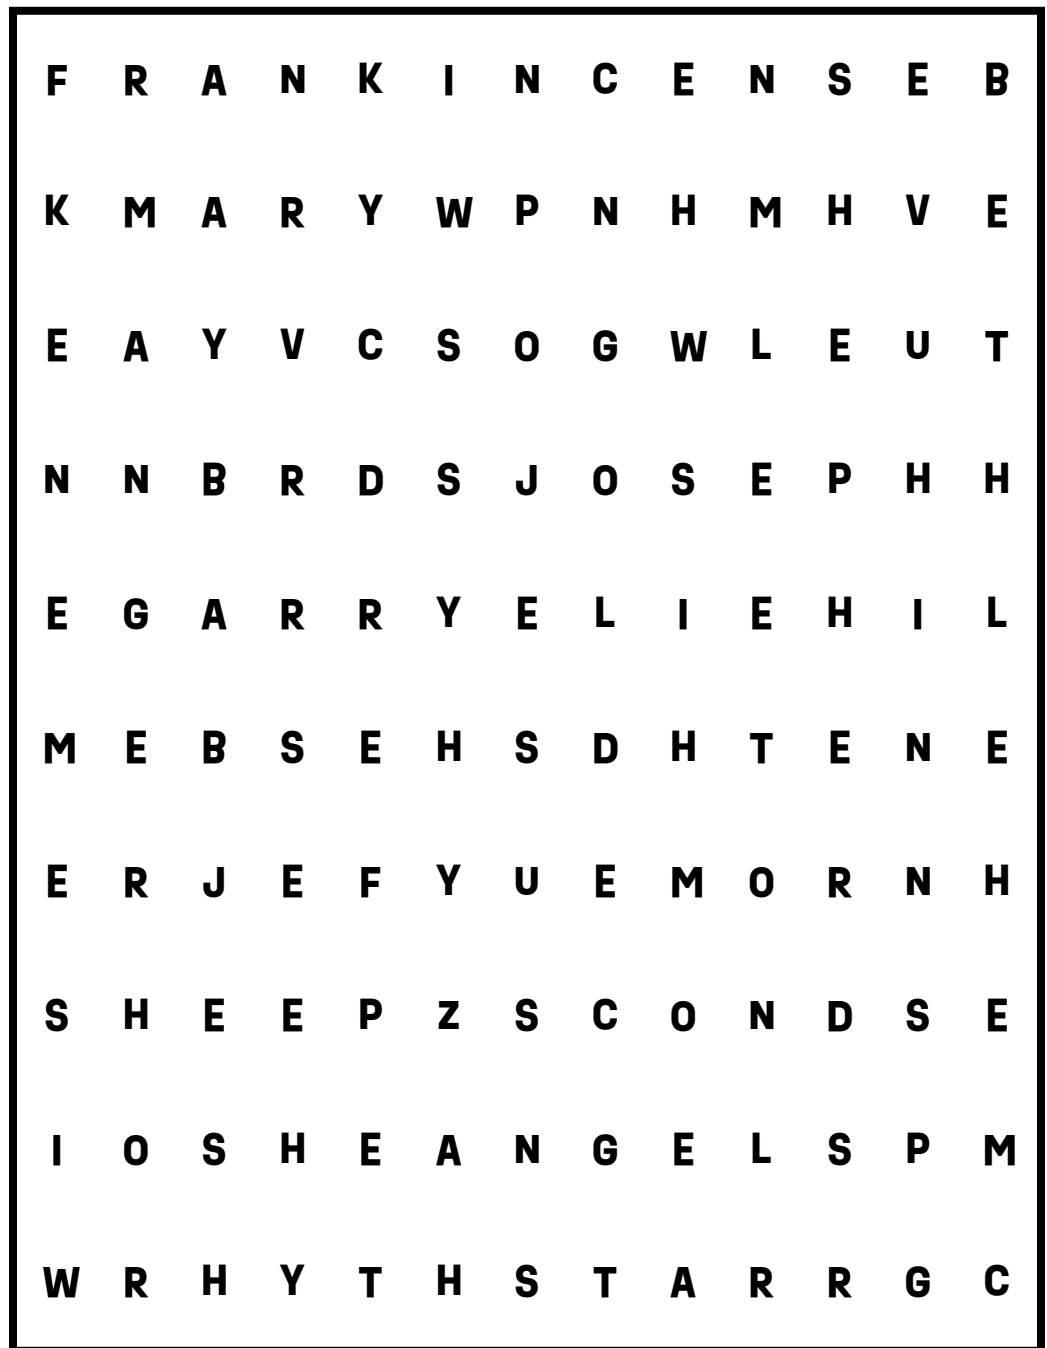 F R A N K I N C E N S E B
K M A R Y W P N H M H V E
E A Y V C S O G W L E U T
N N B R D S J O S E P H H
E G A R R Y E L I E H I L
M E B S E H S D H T E N E
E R J E F Y U E M O R N H
S H E E P Z S C O N D S E
I O S H E A N G E L S P M
W R H Y T H S T A R R G C